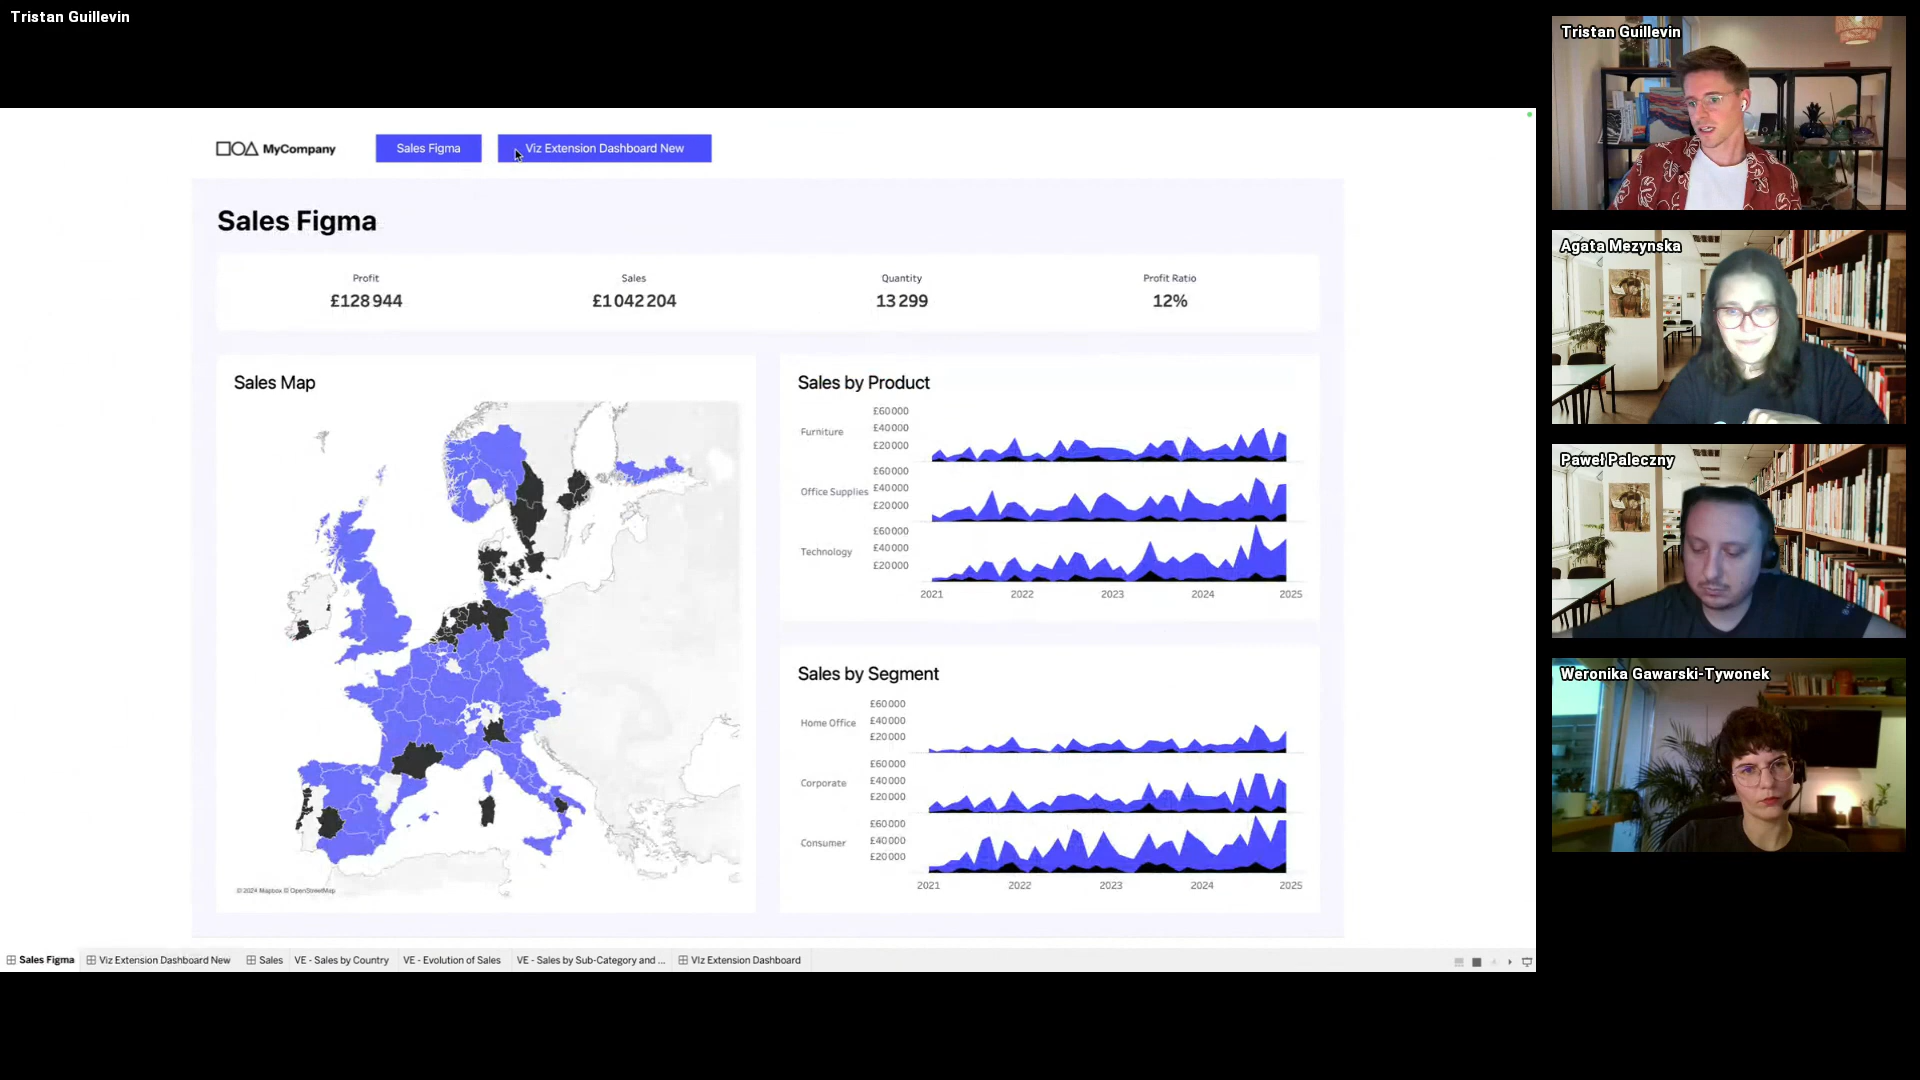 Tristan Guillevin
MyCompany
Sales Figma
Viz Extension Dashboard New
Sales Figma
Profit
£128 944
Sales
£1 042 204
Quantity
13 299
Profit Ratio
12%
Sales Map
© 2024 Mapbox © OpenStreetMap
Sales by Product
Furniture
£60 000
£40 000
£20 000
Office Supplies
£60 000
£40 000
£20 000
Technology
£60 000
£40 000
£20 000
2021 2022 2023 2024 2025
Sales by Segment
Home Office
£60 000
£40 000
£20 000
Corporate
£60 000
£40 000
£20 000
Consumer
£60 000
£40 000
£20 000
2021 2022 2023 2024 2025
Sales Figma Viz Extension Dashboard New Sales VE - Sales by Country VE - Evolution of Sales VE - Sales by Sub-Category and ... VIz Extension Dashboard
Tristan Guillevin
Agata Mezynska
Paweł Paleczny
Weronika Gawarski-Tywonek